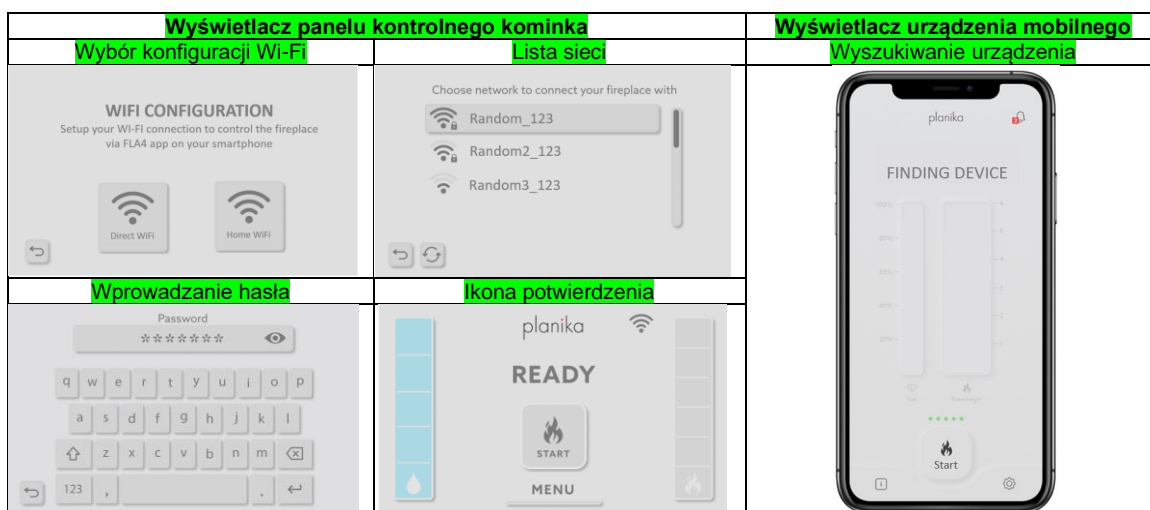 Wyświetlacz panelu kontrolnego kominka
Wyświetlacz urządzenia mobilnego
Wybór konfiguracji Wi-Fi
Lista sieci
Wyszukiwanie urządzenia
WIFI CONFIGURATION
Setup your WI-FI connection to control the fireplace
via FLA4 app on your smartphone
Direct WiFi
Home WiFi
Choose network to connect your fireplace with
Random_123
Random2_123
Random3_123
planika
FINDING DEVICE
100%
80%
60%
40%
20%
4
2
1
Start
Wprowadzanie hasła
Ikona potwierdzenia
Password
*******
q w e r t y u i o p
a s d f g h j k l
z x c v b n m
123 , .
planika
READY
START
MENU